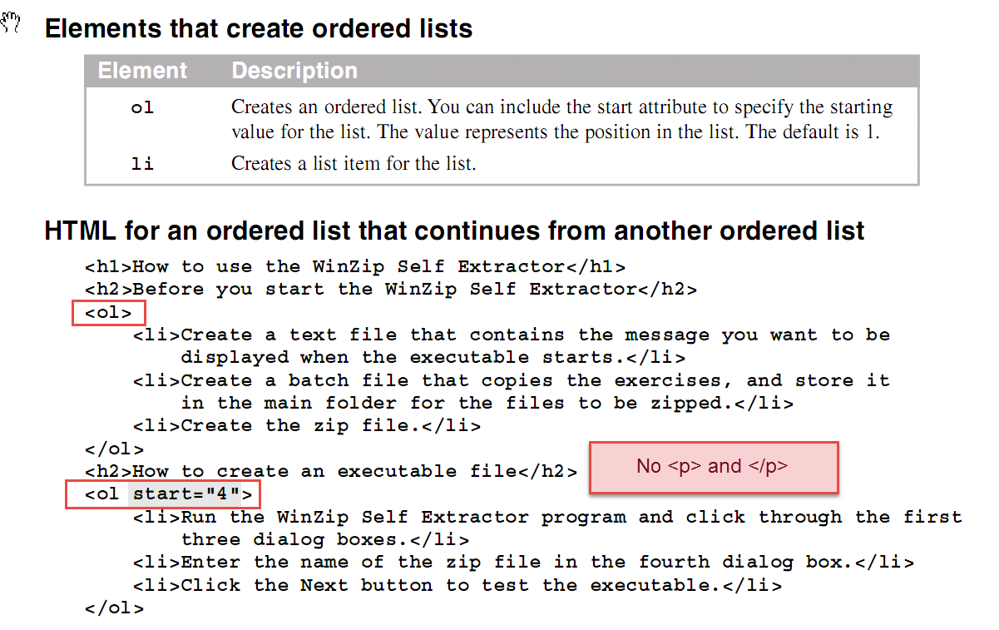 Elements that create ordered lists
Element Description
ol Creates an ordered list. You can include the start attribute to specify the starting
value for the list. The value represents the position in the list. The default is 1.
li Creates a list item for the list.
HTML for an ordered list that continues from another ordered list
<h1>How to use the WinZip Self Extractor</h1>
<h2>Before you start the WinZip Self Extractor</h2>
<ol>
<li>Create a text file that contains the message you want to be
displayed when the executable starts.</li>
<li>Create a batch file that copies the exercises, and store it
in the main folder for the files to be zipped.</li>
<li>Create the zip file.</li>
</ol>
<h2>How to create an executable file</h2>
No <p> and </p>
<ol start="4">
<li>Run the WinZip Self Extractor program and click through the first
three dialog boxes.</li>
<li>Enter the name of the zip file in the fourth dialog box.</li>
<li>Click the Next button to test the executable.</li>
</ol>